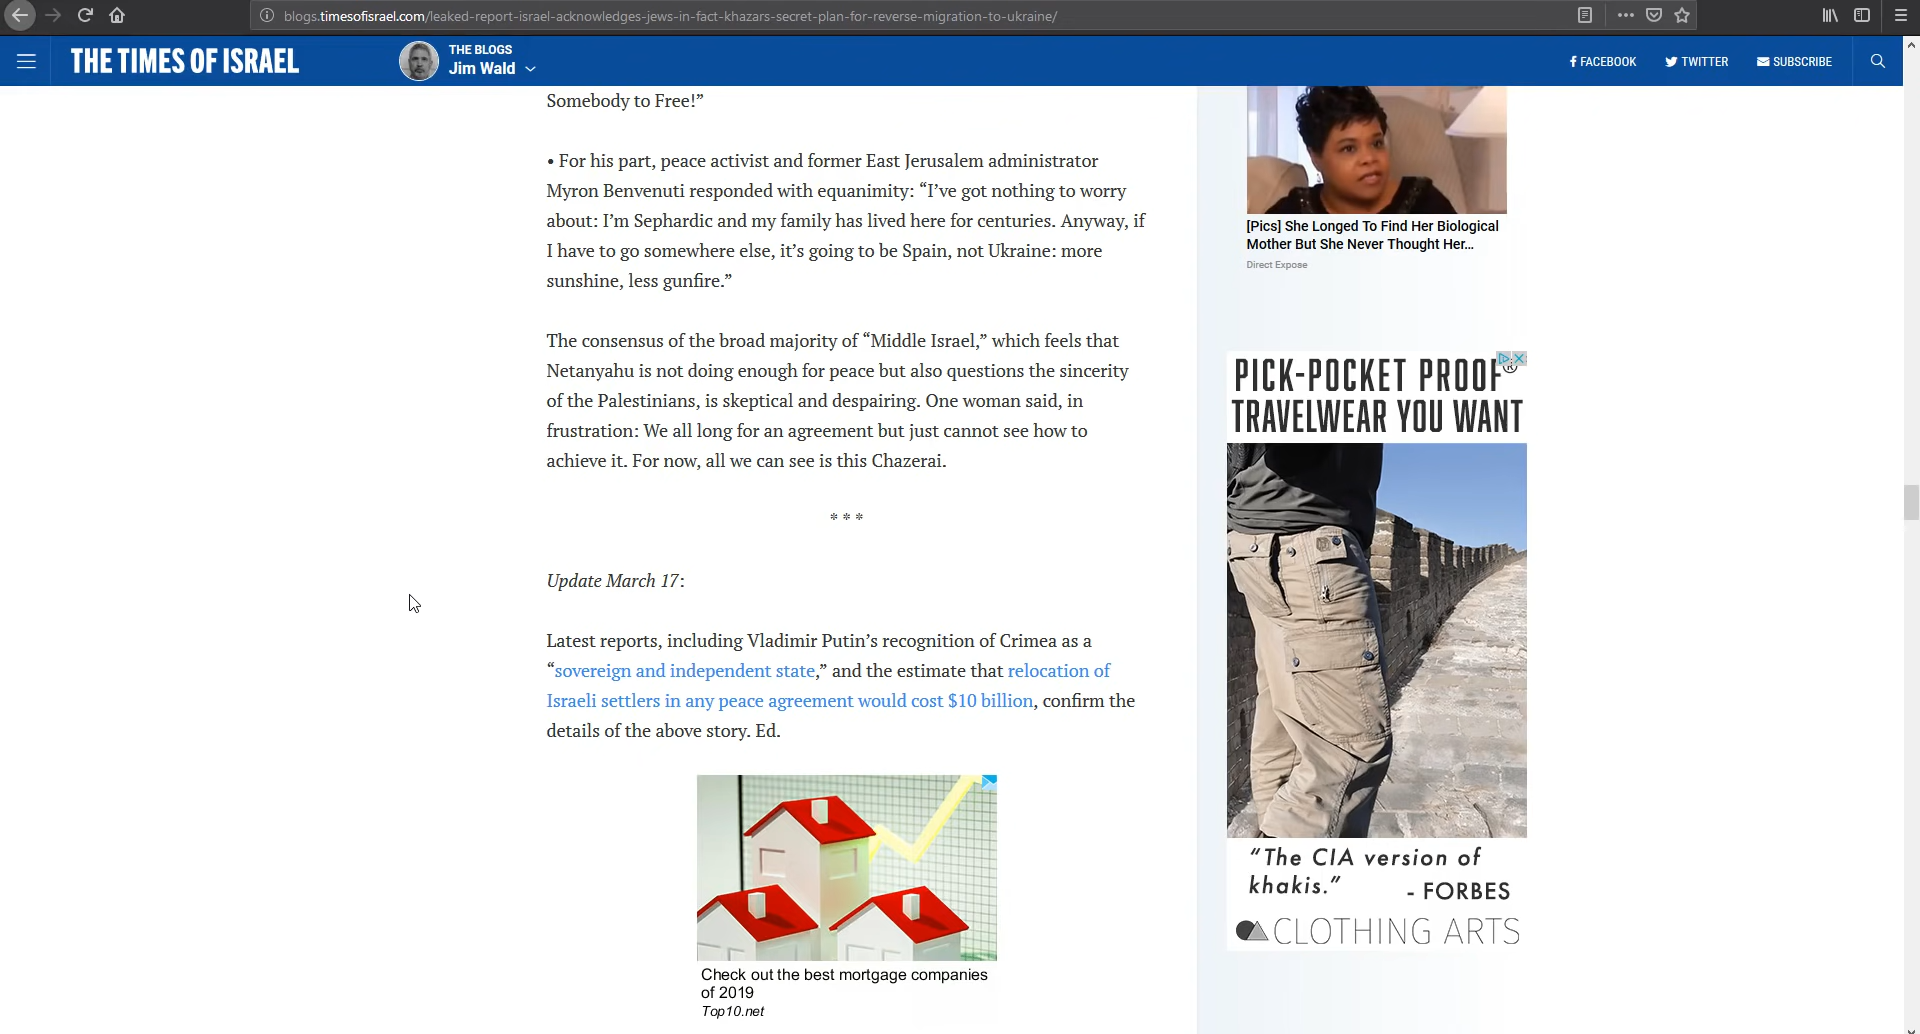 blogs.timesofisrael.com/leaked-report-israel-acknowledges-jews-in-fact-khazars-secret-plan-for-reverse-migration-to-ukraine/
THE TIMES OF ISRAEL
THE BLOGS
Jim Wald
FACEBOOK
TWITTER
SUBSCRIBE
Somebody to Free!”
• For his part, peace activist and former East Jerusalem administrator
Myron Benvenuti responded with equanimity: “I’ve got nothing to worry
about: I’m Sephardic and my family has lived here for centuries. Anyway, if
I have to go somewhere else, it’s going to be Spain, not Ukraine: more
sunshine, less gunfire.”
The consensus of the broad majority of “Middle Israel,” which feels that
Netanyahu is not doing enough for peace but also questions the sincerity
of the Palestinians, is skeptical and despairing. One woman said, in
frustration: We all long for an agreement but just cannot see how to
achieve it. For now, all we can see is this Chazerai.
* * *
Update March 17:
Latest reports, including Vladimir Putin’s recognition of Crimea as a
“sovereign and independent state,” and the estimate that relocation of
Israeli settlers in any peace agreement would cost $10 billion, confirm the
details of the above story. Ed.
Check out the best mortgage companies
of 2019
Top10.net
[Pics] She Longed To Find Her Biological
Mother But She Never Thought Her...
Direct Expose
PICK-POCKET PROOF®
TRAVELWEAR YOU WANT
“The CIA version of
khakis.”
- FORBES
CLOTHING ARTS